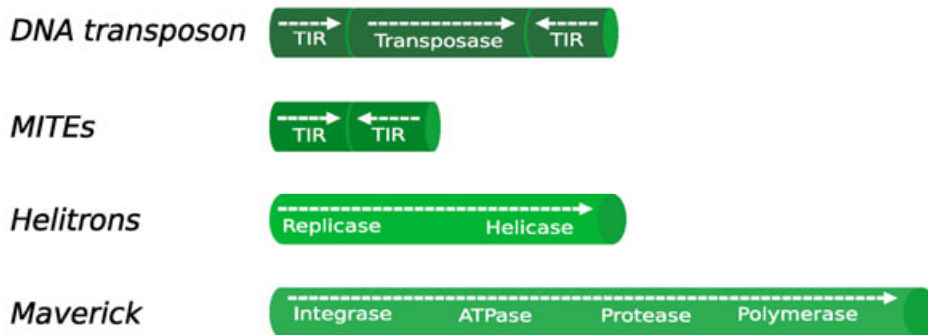 DNA transposon
TIR Transposase TIR
MITEs
TIR TIR
Helitrons
Replicase Helicase
Maverick
Integrase ATPase Protease Polymerase